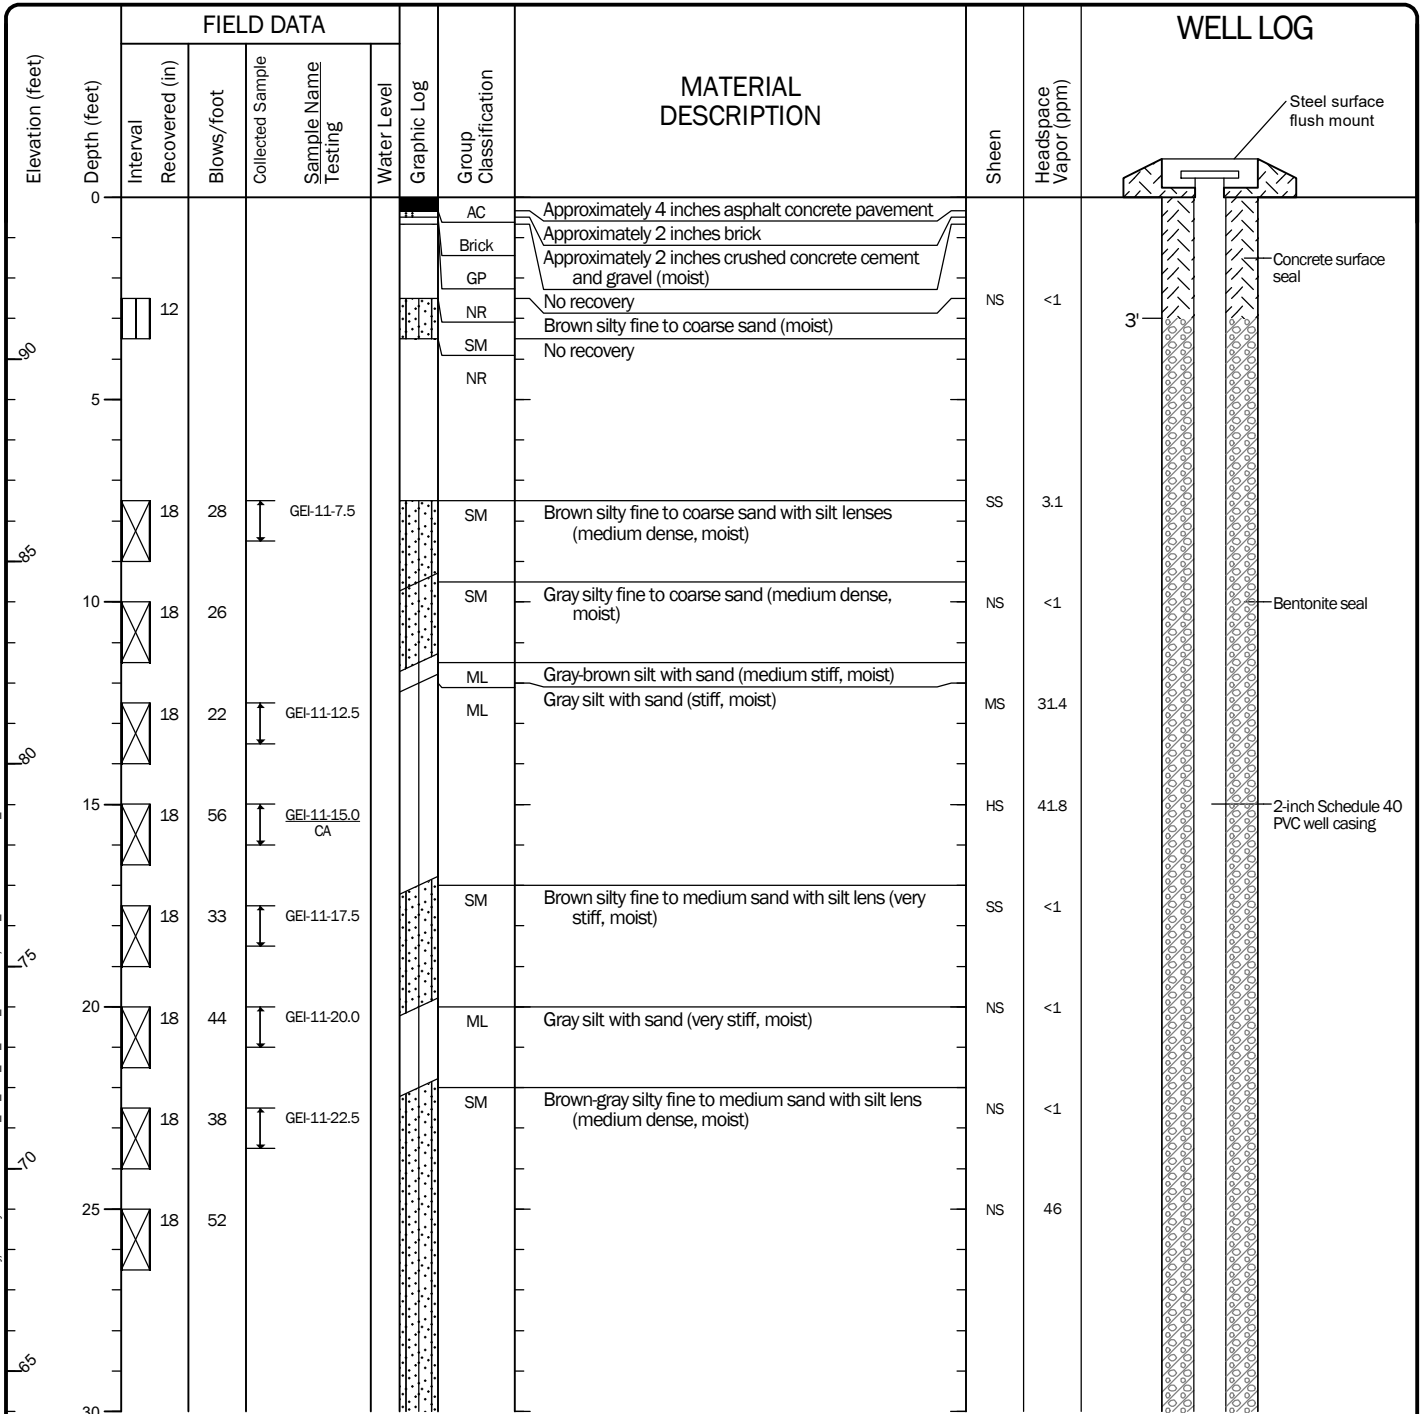 FIELD DATA
WELL LOG
Elevation (feet)
Depth (feet)
Interval
Recovered (in)
Blows/foot
Collected Sample
Sample Name
Testing
Water Level
Graphic Log
Group
Classification
MATERIAL
DESCRIPTION
Sheen
Headspace
Vapor (ppm)
Steel surface
flush mount
0
AC
Approximately 4 inches asphalt concrete pavement
Brick
Approximately 2 inches brick
GP
Approximately 2 inches crushed concrete cement
and gravel (moist)
Concrete surface
seal
12
NR
No recovery
NS
<1
3'
SM
Brown silty fine to coarse sand (moist)
90
NR
No recovery
5
18
28
GEI-11-7.5
SM
Brown silty fine to coarse sand with silt lenses
(medium dense, moist)
SS
3.1
85
10
18
26
SM
Gray silty fine to coarse sand (medium dense,
moist)
NS
<1
Bentonite seal
ML
Gray-brown silt with sand (medium stiff, moist)
18
22
GEI-11-12.5
ML
Gray silt with sand (stiff, moist)
MS
31.4
80
15
18
56
GEI-11-15.0
CA
HS
41.8
2-inch Schedule 40
PVC well casing
18
33
GEI-11-17.5
SM
Brown silty fine to medium sand with silt lens (very
stiff, moist)
SS
<1
75
20
18
44
GEI-11-20.0
ML
Gray silt with sand (very stiff, moist)
NS
<1
18
38
GEI-11-22.5
SM
Brown-gray silty fine to medium sand with silt lens
(medium dense, moist)
NS
<1
70
25
18
52
NS
46
65
30